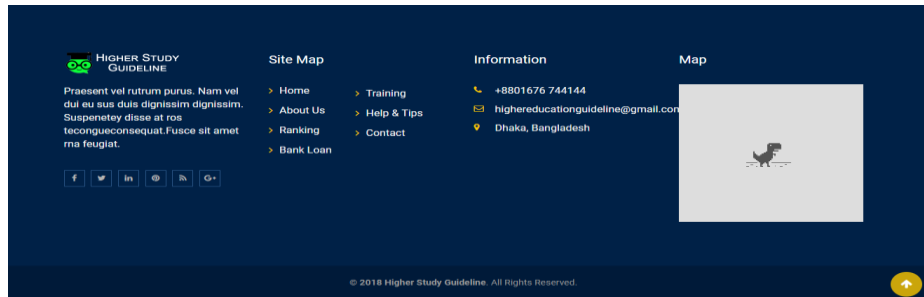 HIGHER STUDY
GUIDELINE
Praesent vel rutrum purus. Nam vel
dui eu sus duis dignissim dignissim.
Suspenetey disse at ros
tecongueconsequat.Fusce sit amet
rna feugiat.
Site Map
> Home
> About Us
> Ranking
> Bank Loan
> Training
> Help & Tips
> Contact
Information
+8801676 744144
highereducationguideline@gmail.com
Dhaka, Bangladesh
Map
© 2018 Higher Study Guideline. All Rights Reserved.